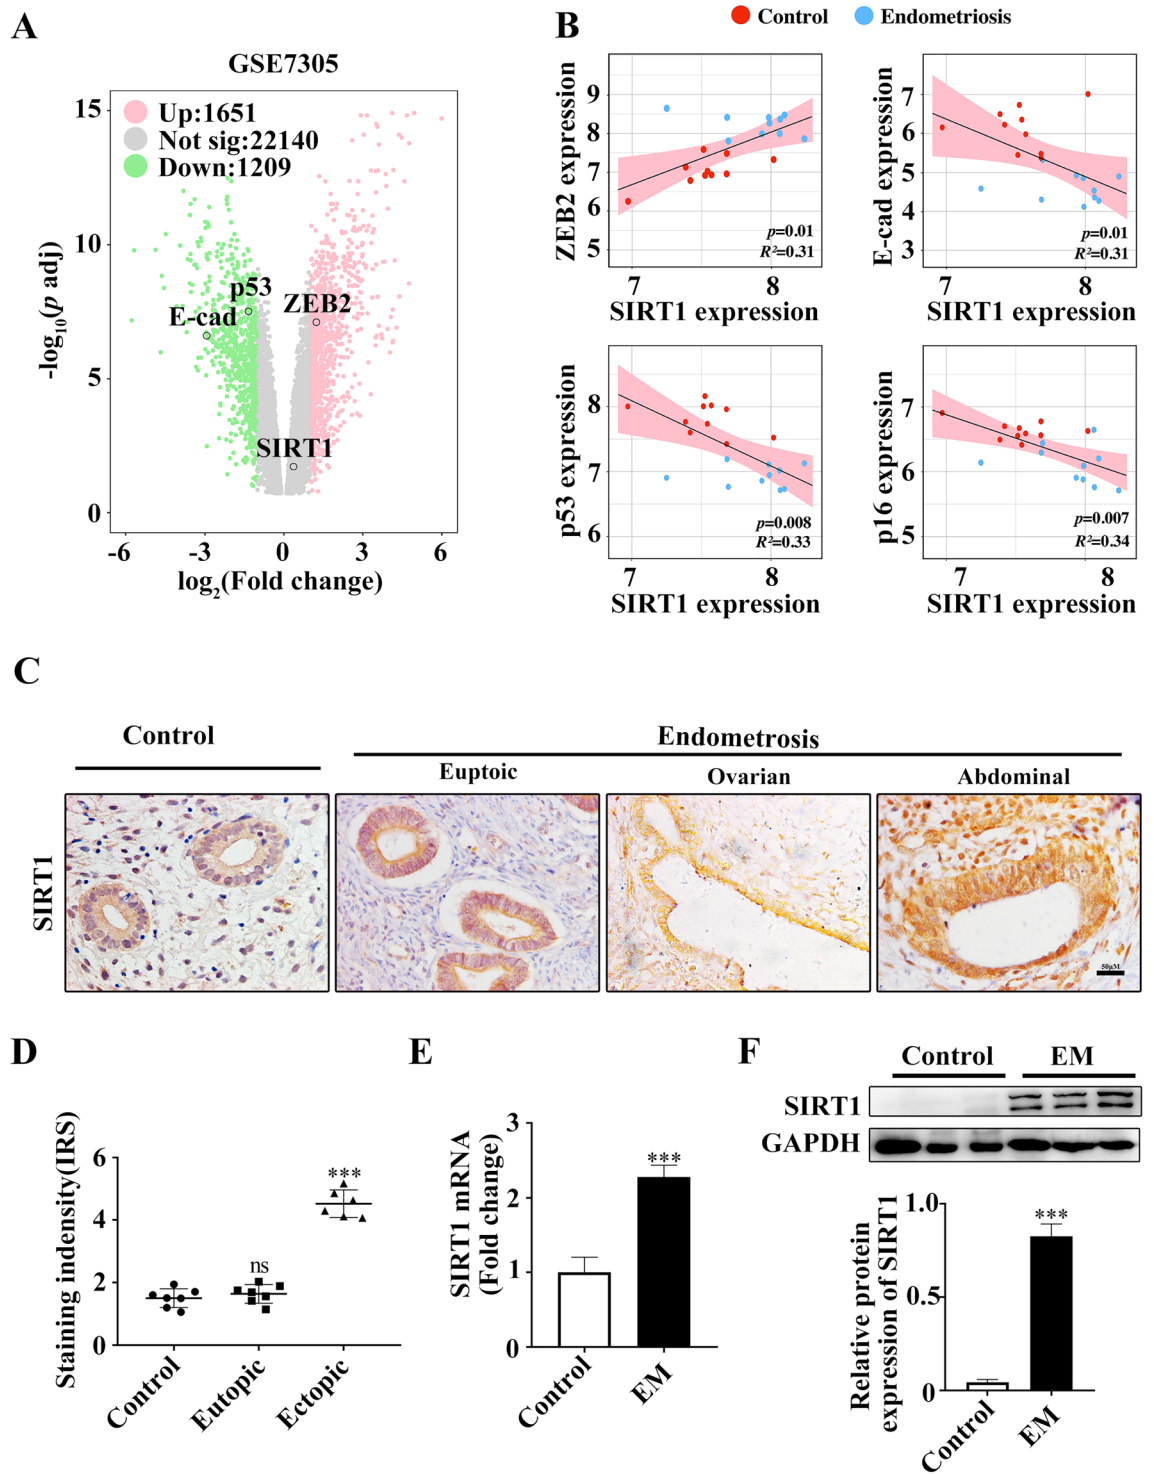 A
GSE7305
Up:1651
Not sig:22140
Down:1209
15
10
5
0
-log10(p adj)
p53
E-cad
ZEB2
SIRT1
-6 -3 0 3 6
log2(Fold change)
B
Control Endometriosis
9
8
7
6
5
ZEB2 expression
p=0.01
R²=0.31
7 8
SIRT1 expression
7
6
5
4
3
E-cad expression
p=0.01
R²=0.31
7 8
SIRT1 expression
8
7
6
p53 expression
p=0.008
R²=0.33
7 8
SIRT1 expression
7
6
5
p16 expression
p=0.007
R²=0.34
7 8
SIRT1 expression
C
Control
Endometrosis
Euptoic Ovarian Abdominal
SIRT1
50μM
D
Staining indensity(IRS)
6
4
2
0
ns
***
Control Eutopic Ectopic
E
SIRT1 mRNA
(Fold change)
3
2
1
0
***
Control EM
F
Control EM
SIRT1
GAPDH
Relative protein
expression of SIRT1
1.0
0.5
0
***
Control EM